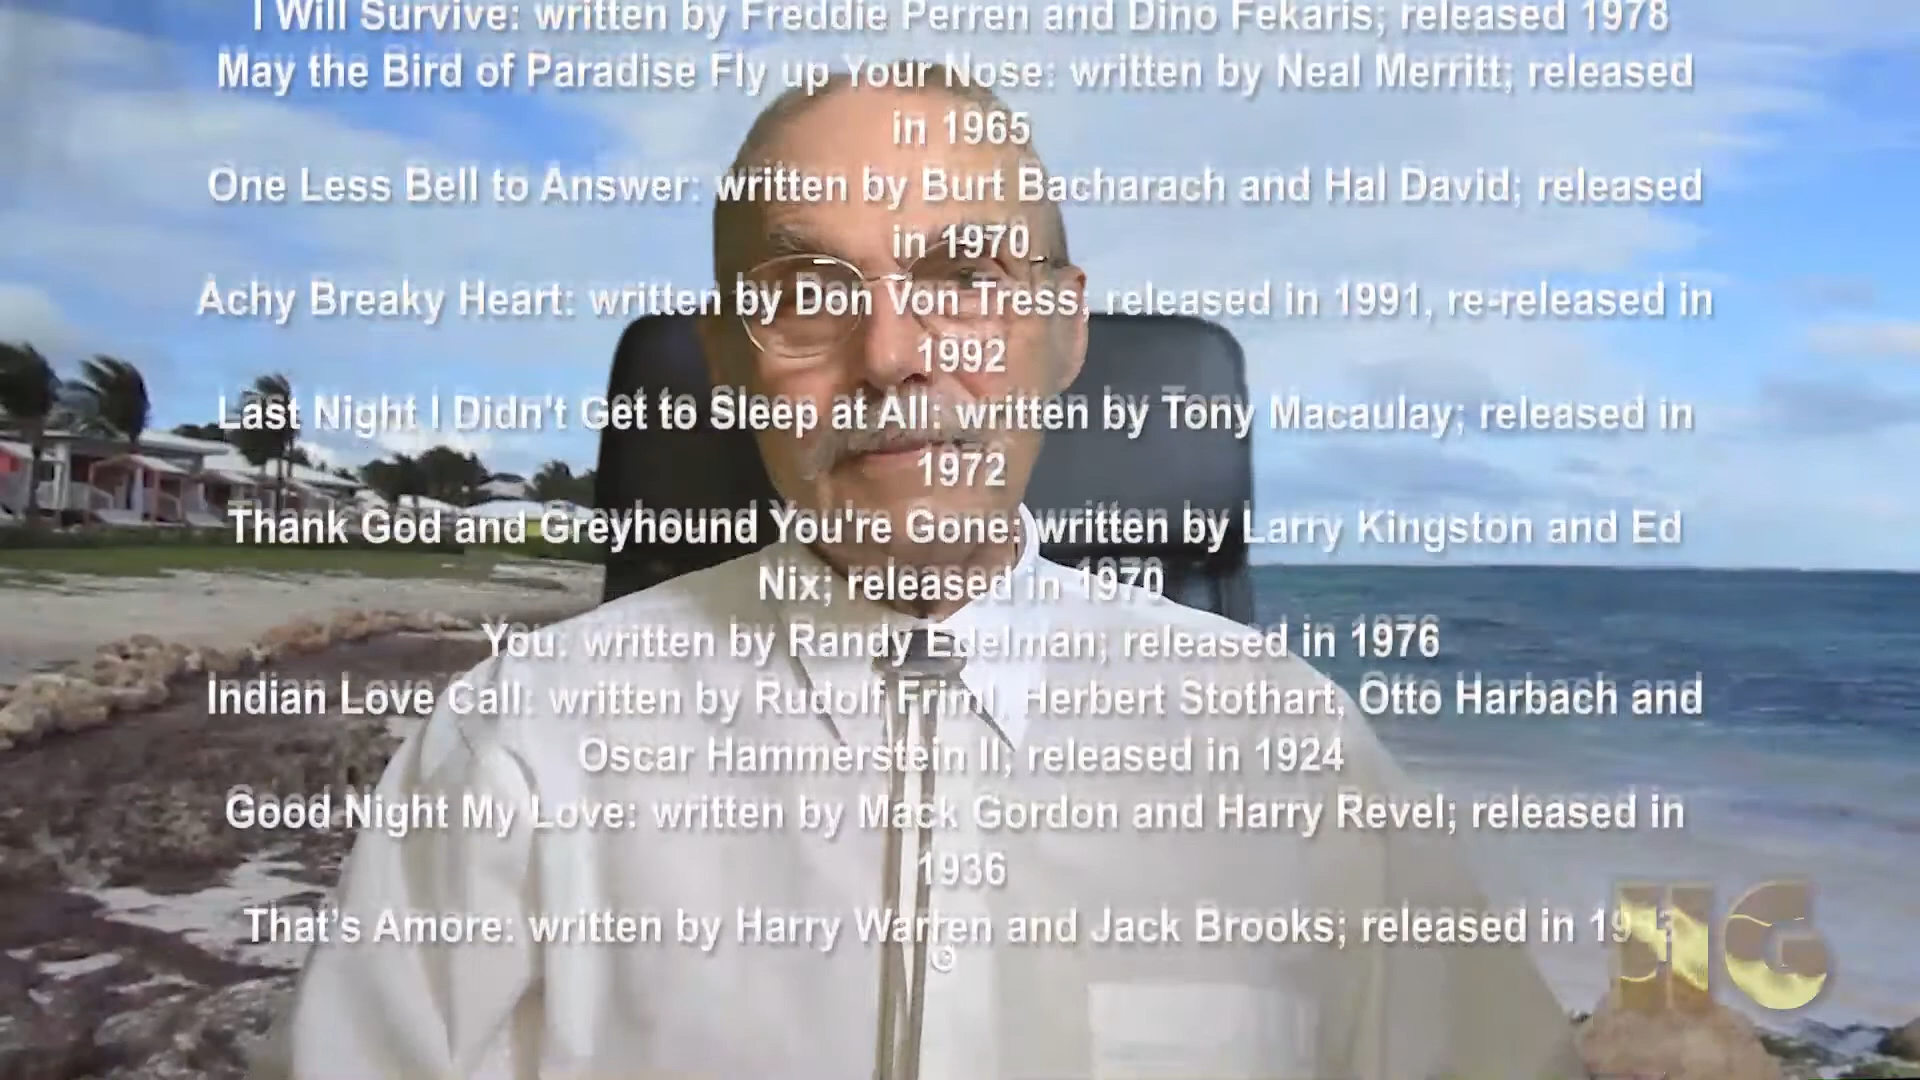 I Will Survive: written by Freddie Perren and Dino Fekaris; released 1978
May the Bird of Paradise Fly up Your Nose: written by Neal Merritt; released
in 1965
One Less Bell to Answer: written by Burt Bacharach and Hal David; released
in 1970
Achy Breaky Heart: written by Don Von Tress; released in 1991, re-released in
1992
Last Night I Didn't Get to Sleep at All: written by Tony Macaulay; released in
1972
Thank God and Greyhound You're Gone: written by Larry Kingston and Ed
Nix; released in 1970
You: written by Randy Edelman; released in 1976
Indian Love Call: written by Rudolf Friml, Herbert Stothart, Otto Harbach and
Oscar Hammerstein II; released in 1924
Good Night My Love: written by Mack Gordon and Harry Revel; released in
1936
That's Amore: written by Harry Warren and Jack Brooks; released in